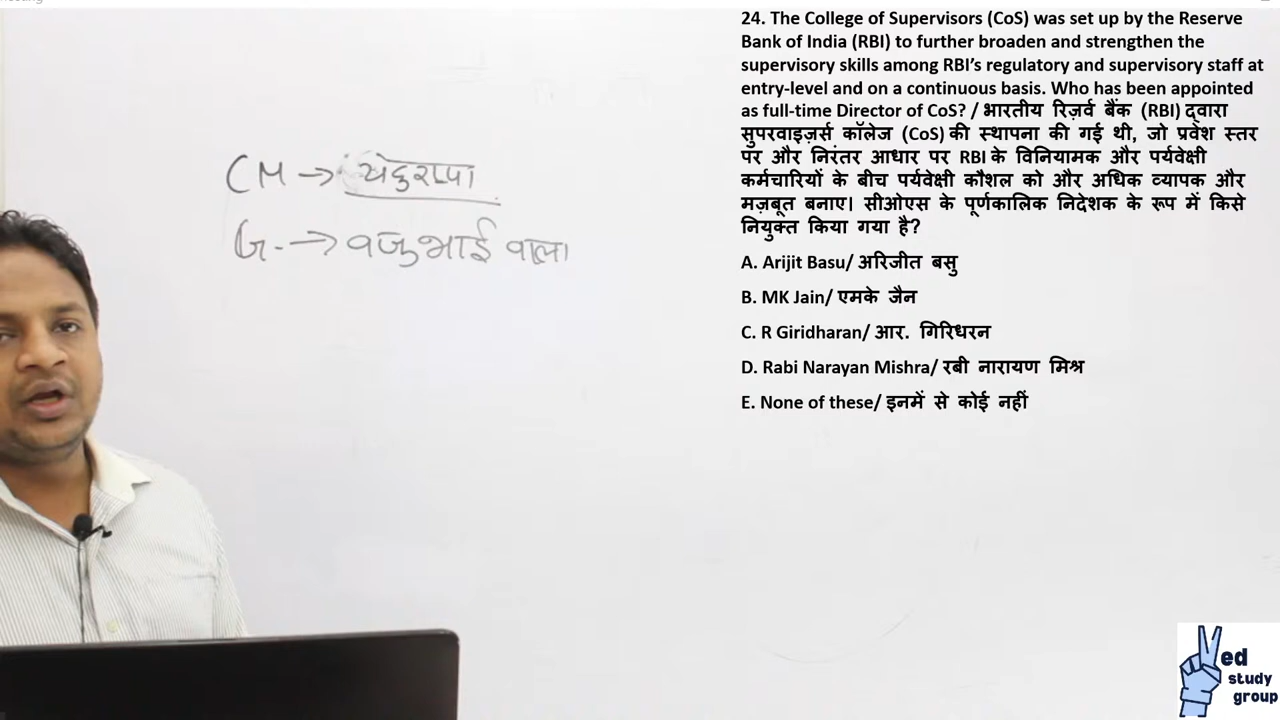 24. The College of Supervisors (CoS) was set up by the Reserve
Bank of India (RBI) to further broaden and strengthen the
supervisory skills among RBI's regulatory and supervisory staff at
entry-level and on a continuous basis. Who has been appointed
as full-time Director of CoS? / भारतीय रिज़र्व बैंक (RBI) द्वारा
सुपरवाइज़र्स कॉलेज (CoS) की स्थापना की गई थी, जो प्रवेश स्तर
पर और निरंतर आधार पर RBI के विनियामक और पर्यवेक्षी
कर्मचारियों के बीच पर्यवेक्षी कौशल को और अधिक व्यापक और
मज़बूत बनाए। सीओएस के पूर्णकालिक निदेशक के रूप में किसे
नियुक्त किया गया है?
A. Arijit Basu/ अरिजीत बसु
B. MK Jain/ एमके जैन
C. R Giridharan/ आर. गिरिधरन
D. Rabi Narayan Mishra/ रबी नारायण मिश्र
E. None of these/ इनमें से कोई नहीं
CM →
G. → वजुभाई वाला
Ved
study
group